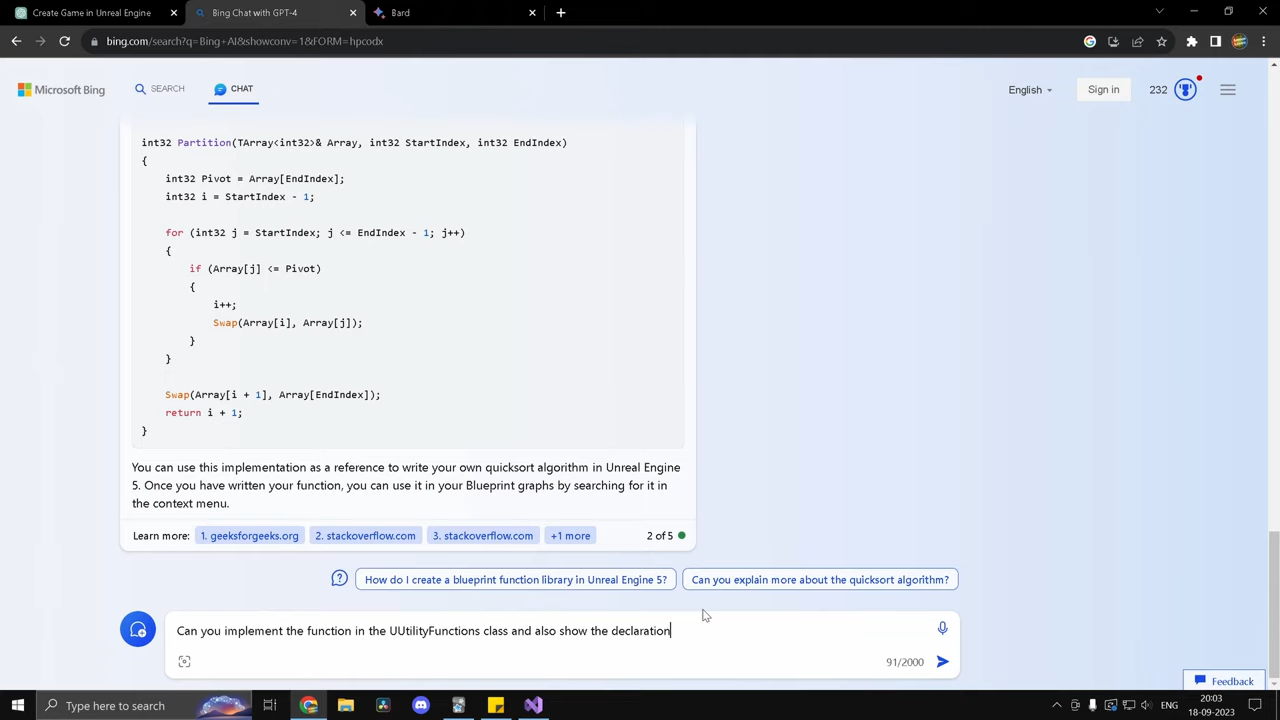 Create Game in Unreal Engine
Bing Chat with GPT-4
Bard
bing.com/search?q=Bing+AI&showconv=1&FORM=hpcodx
Microsoft Bing
SEARCH
CHAT
English
Sign in
232
int32 Partition(TArray<int32>& Array, int32 StartIndex, int32 EndIndex)
{
int32 Pivot = Array[EndIndex];
int32 i = StartIndex - 1;
for (int32 j = StartIndex; j <= EndIndex - 1; j++)
{
if (Array[j] <= Pivot)
{
i++;
Swap(Array[i], Array[j]);
}
}
Swap(Array[i + 1], Array[EndIndex]);
return i + 1;
}
You can use this implementation as a reference to write your own quicksort algorithm in Unreal Engine
5. Once you have written your function, you can use it in your Blueprint graphs by searching for it in
the context menu.
Learn more:
1. geeksforgeeks.org
2. stackoverflow.com
3. stackoverflow.com
+1 more
2 of 5
How do I create a blueprint function library in Unreal Engine 5?
Can you explain more about the quicksort algorithm?
Can you implement the function in the UUtilityFunctions class and also show the declaration
91/2000
Feedback
Type here to search
ENG
20:03
18-09-2023